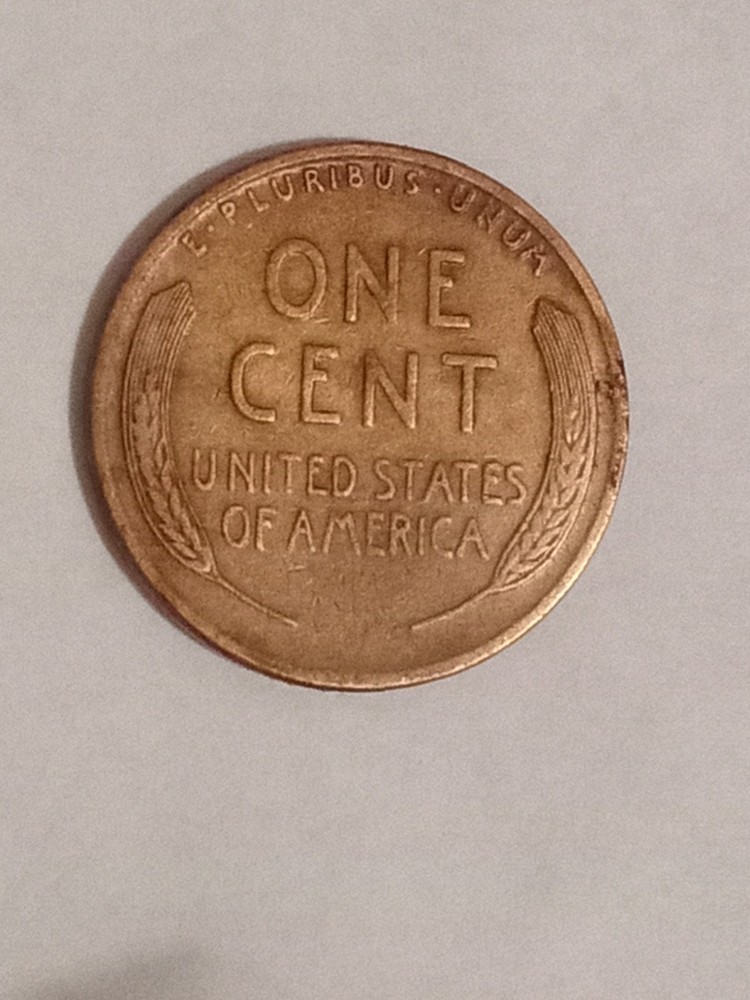 E·PLURIBUS·UNUM
ONE
CENT
UNITED STATES
OF AMERICA